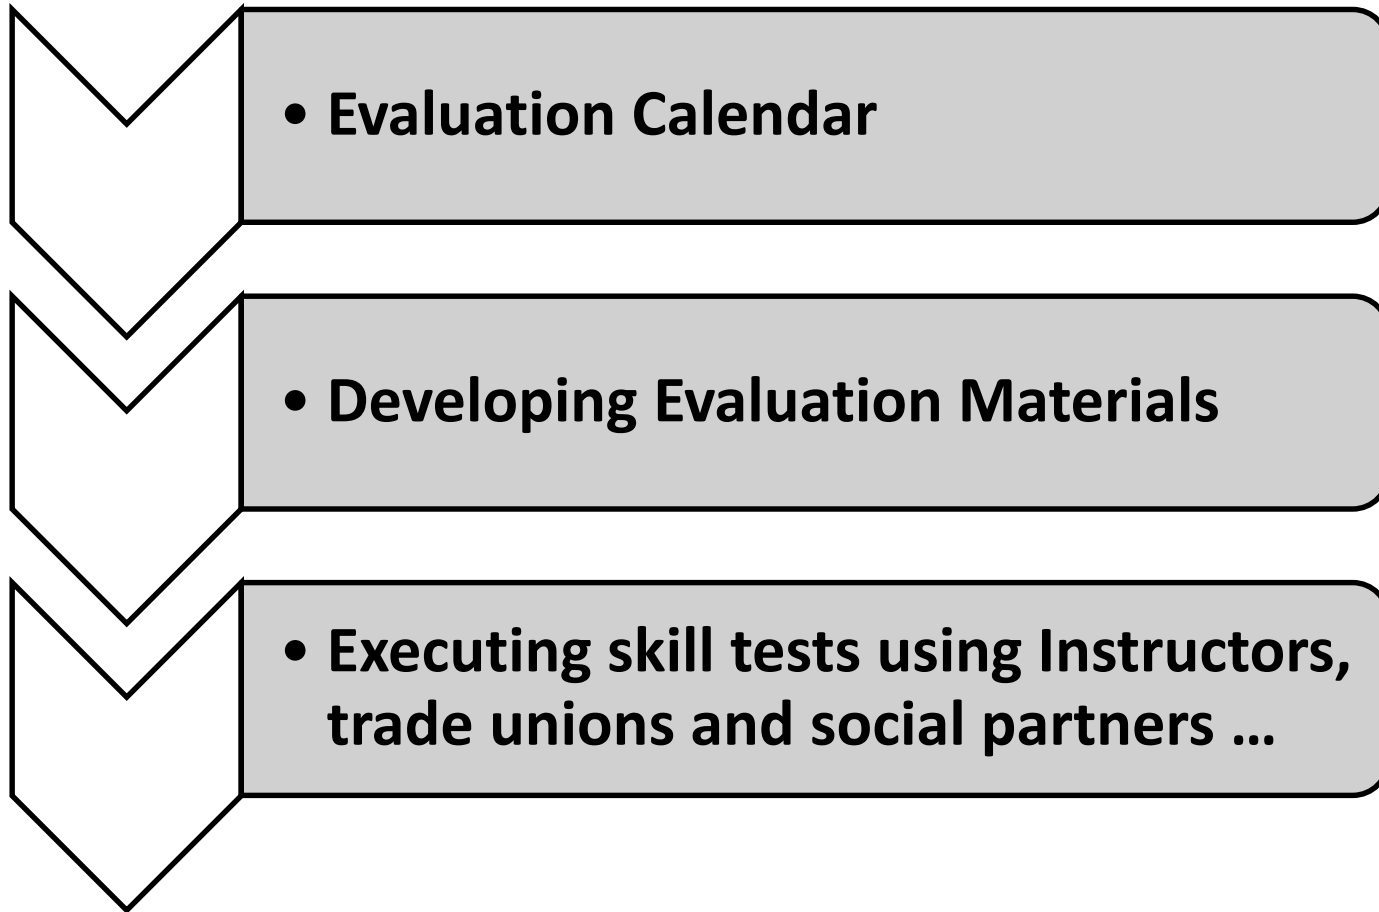 • Evaluation Calendar
• Developing Evaluation Materials
• Executing skill tests using Instructors,
trade unions and social partners ...